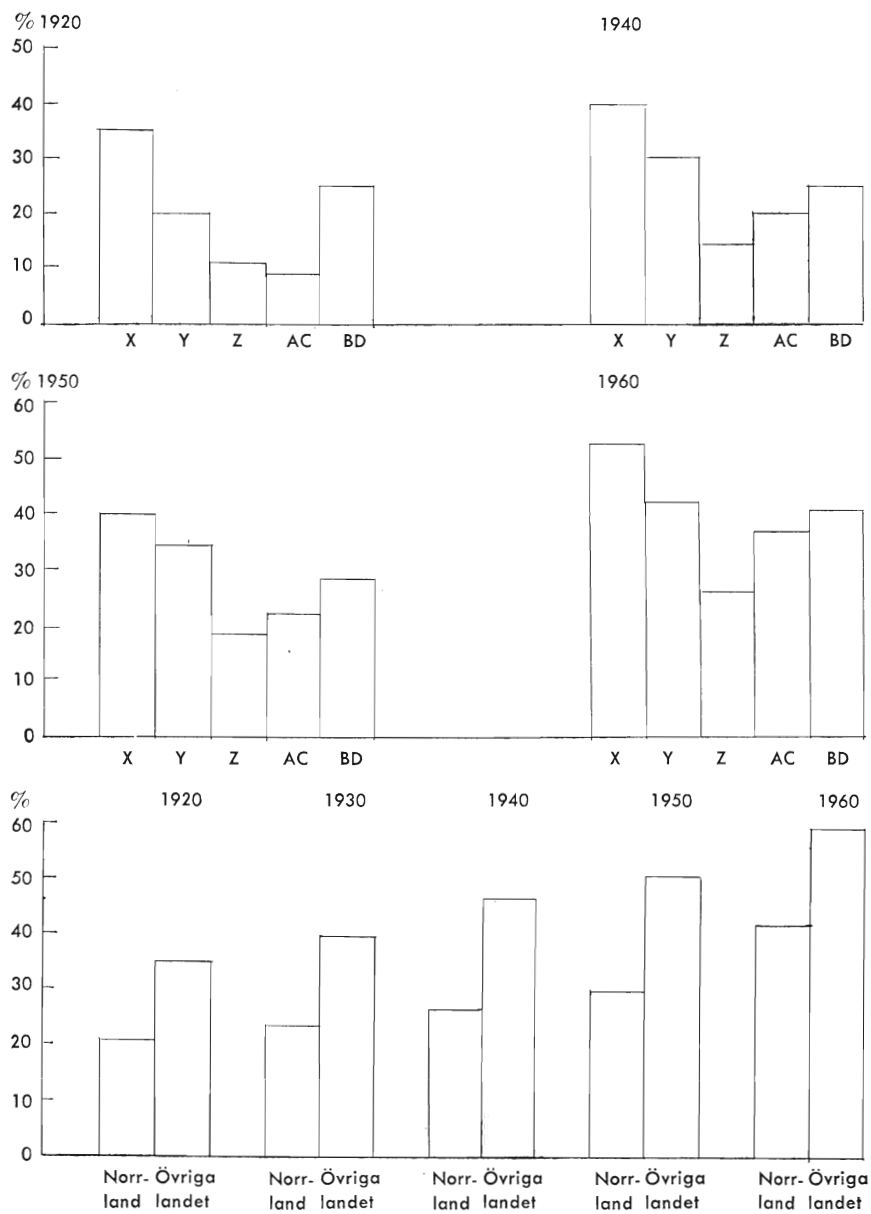 % 1920 1940
50
40
30
20
10
0
X Y Z AC BD X Y Z AC BD
% 1950 1960
60
50
40
30
20
10
0
X Y Z AC BD X Y Z AC BD
% 1920 1930 1940 1950 1960
60
50
40
30
20
10
0
Norr- Övriga Norr- Övriga Norr- Övriga Norr- Övriga Norr- Övriga
land landet land landet land landet land landet land landet